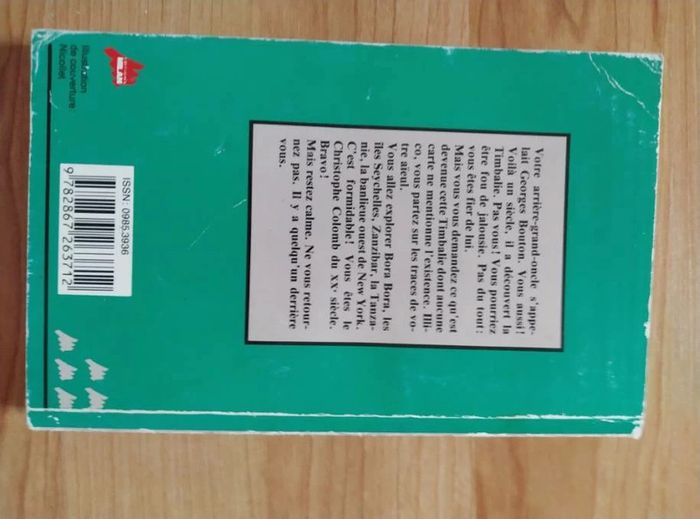 Votre arrière-grand-oncle s'appe-
lait Georges Bouton. Vous aussi!
Voilà un siècle, il a découvert la
Timbalie. Pas vous! Vous pourriez
être fou de jalousie. Pas du tout:
vous êtes fier de lui.
Mais vous vous demandez ce qu'est
devenue cette Timbalie dont aucune
carte ne mentionne l'existence. Illi-
co, vous partez sur les traces de vo-
tre aïeul.
Vous allez explorer Bora Bora, les
îles Seychelles, Zanzibar, la Tanza-
nie, la banlieue ouest de New York.
C'est formidable! Vous êtes le
Christophe Colomb du XXe siècle.
Bravo!
Mais restez calme. Ne vous retour-
nez pas. Il y a quelqu'un derrière
vous.
MILAN
Illustration
de couverture
Nicollet
ISSN: 09853936
9 782867 263712